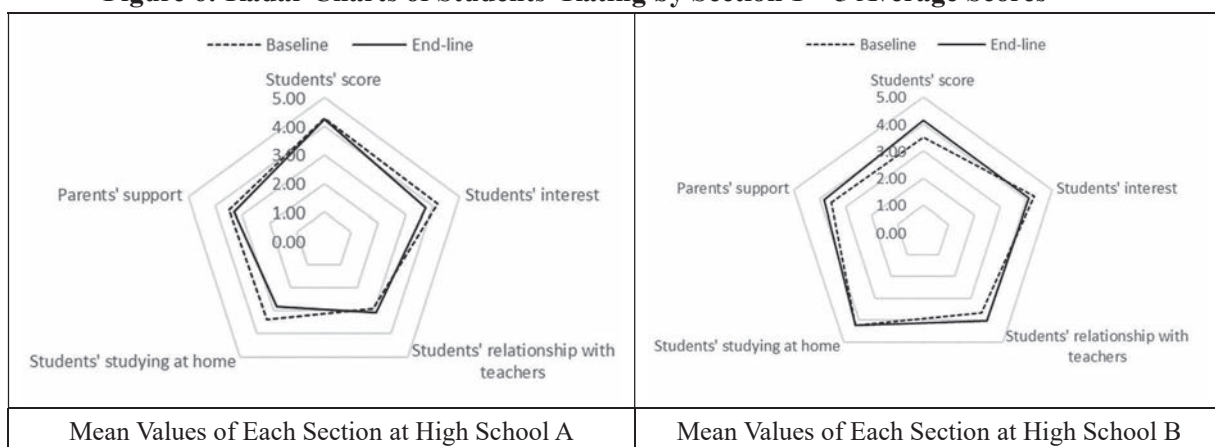 Baseline End-line
Students' score
5.00
4.00
3.00
2.00
1.00
0.00
Parents' support
Students' interest
Students' studying at home
Students' relationship with
teachers
Mean Values of Each Section at High School A
Baseline End-line
Students' score
5.00
4.00
3.00
2.00
1.00
0.00
Parents' support
Students' interest
Students' studying at home
Students' relationship with
teachers
Mean Values of Each Section at High School B